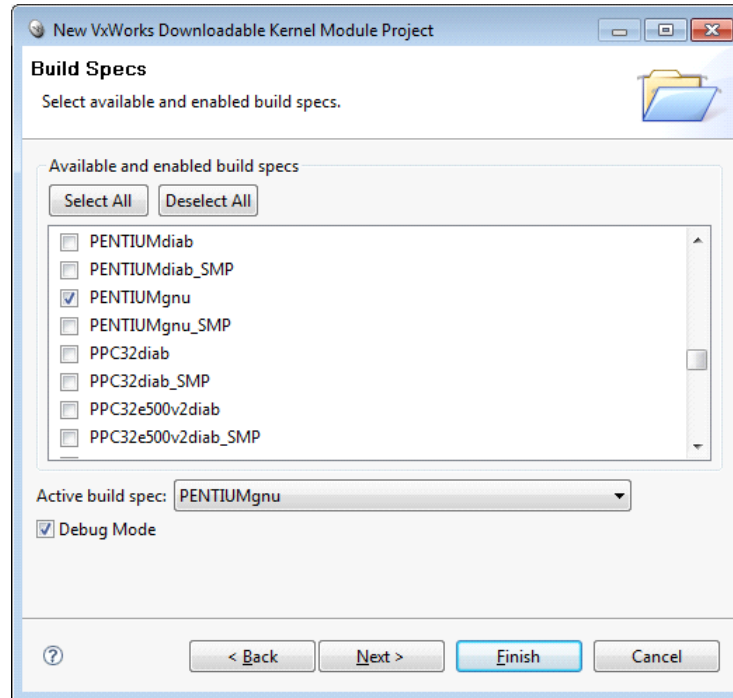 New VxWorks Downloadable Kernel Module Project
Build Specs
Select available and enabled build specs.
Available and enabled build specs
Select All Deselect All
PENTIUMdiab
PENTIUMdiab_SMP
PENTIUMgnu
PENTIUMgnu_SMP
PPC32diab
PPC32diab_SMP
PPC32e500v2diab
PPC32e500v2diab_SMP
Active build spec: PENTIUMgnu
Debug Mode
? < Back Next > Finish Cancel